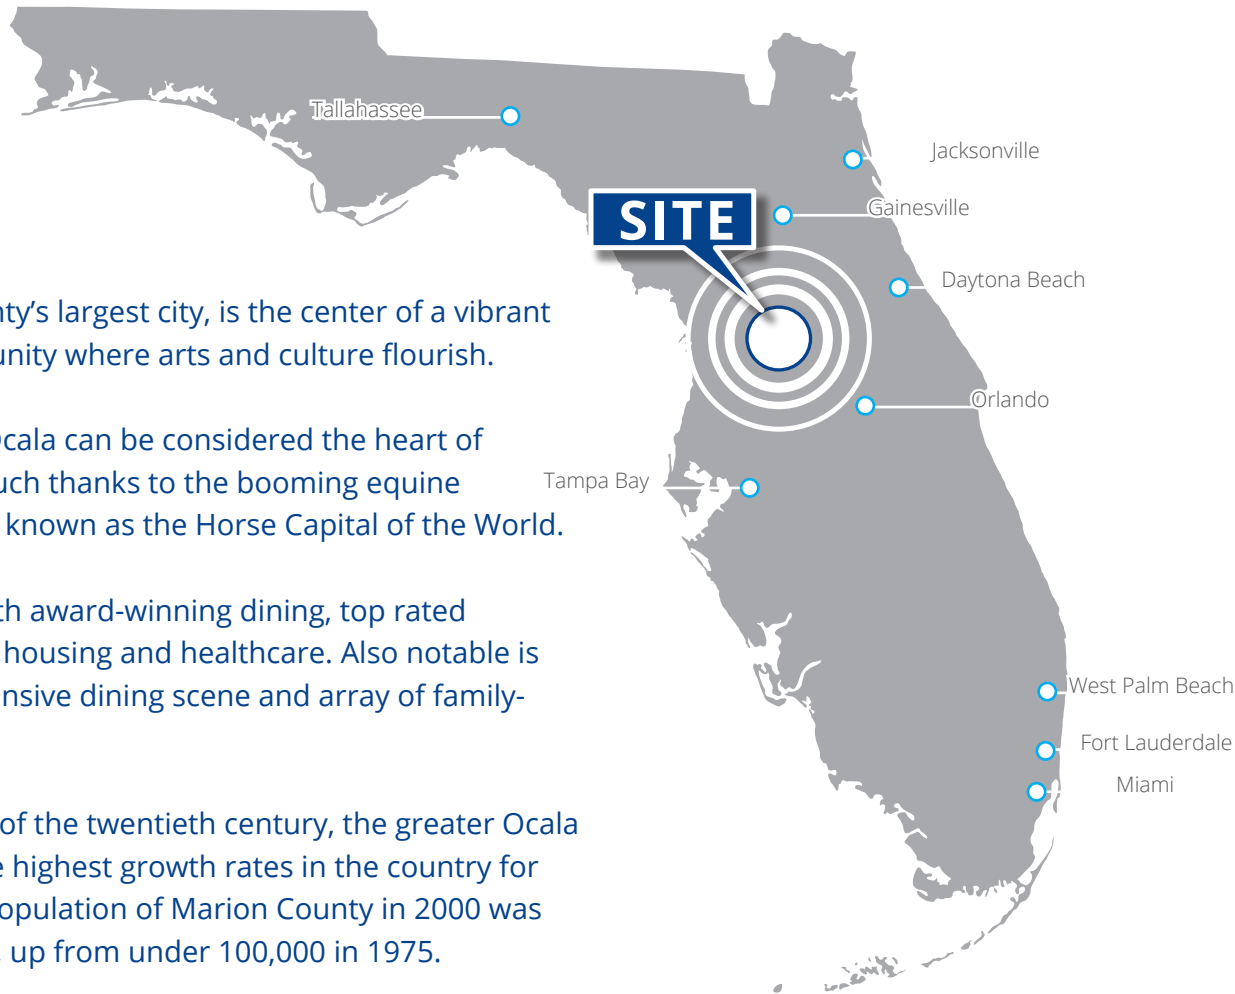 Tallahassee
Jacksonville
Gainesville
SITE
Daytona Beach
Orlando
Tampa Bay
West Palm Beach
Fort Lauderdale
Miami
nty’s largest city, is the center of a vibrant
unity where arts and culture flourish.
Ocala can be considered the heart of
uch thanks to the booming equine
known as the Horse Capital of the World.
th award-winning dining, top rated
housing and healthcare. Also notable is
nsive dining scene and array of family-
of the twentieth century, the greater Ocala
e highest growth rates in the country for
opulation of Marion County in 2000 was
up from under 100,000 in 1975.